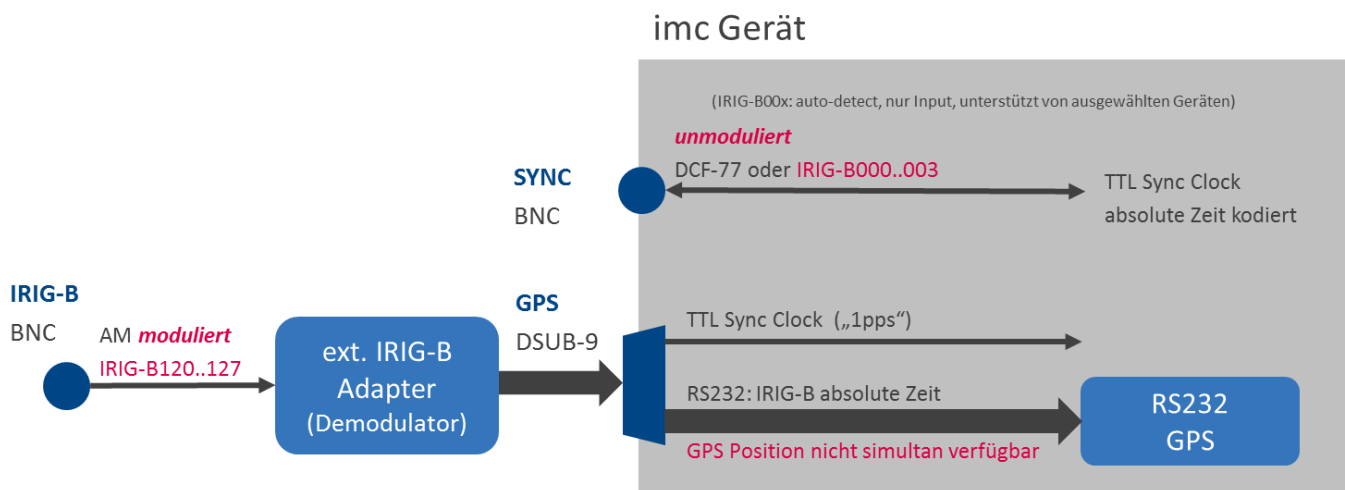 imc Gerät
(IRIG-B00x: auto-detect, nur Input, unterstützt von ausgewählten Geräten)
unmoduliert
SYNC
DCF-77 oder IRIG-B000..003
BNC
TTL Sync Clock
absolute Zeit kodiert
IRIG-B
BNC
AM moduliert
IRIG-B120..127
ext. IRIG-B
Adapter
(Demodulator)
GPS
DSUB-9
TTL Sync Clock („1pps“)
RS232: IRIG-B absolute Zeit
GPS Position nicht simultan verfügbar
RS232
GPS